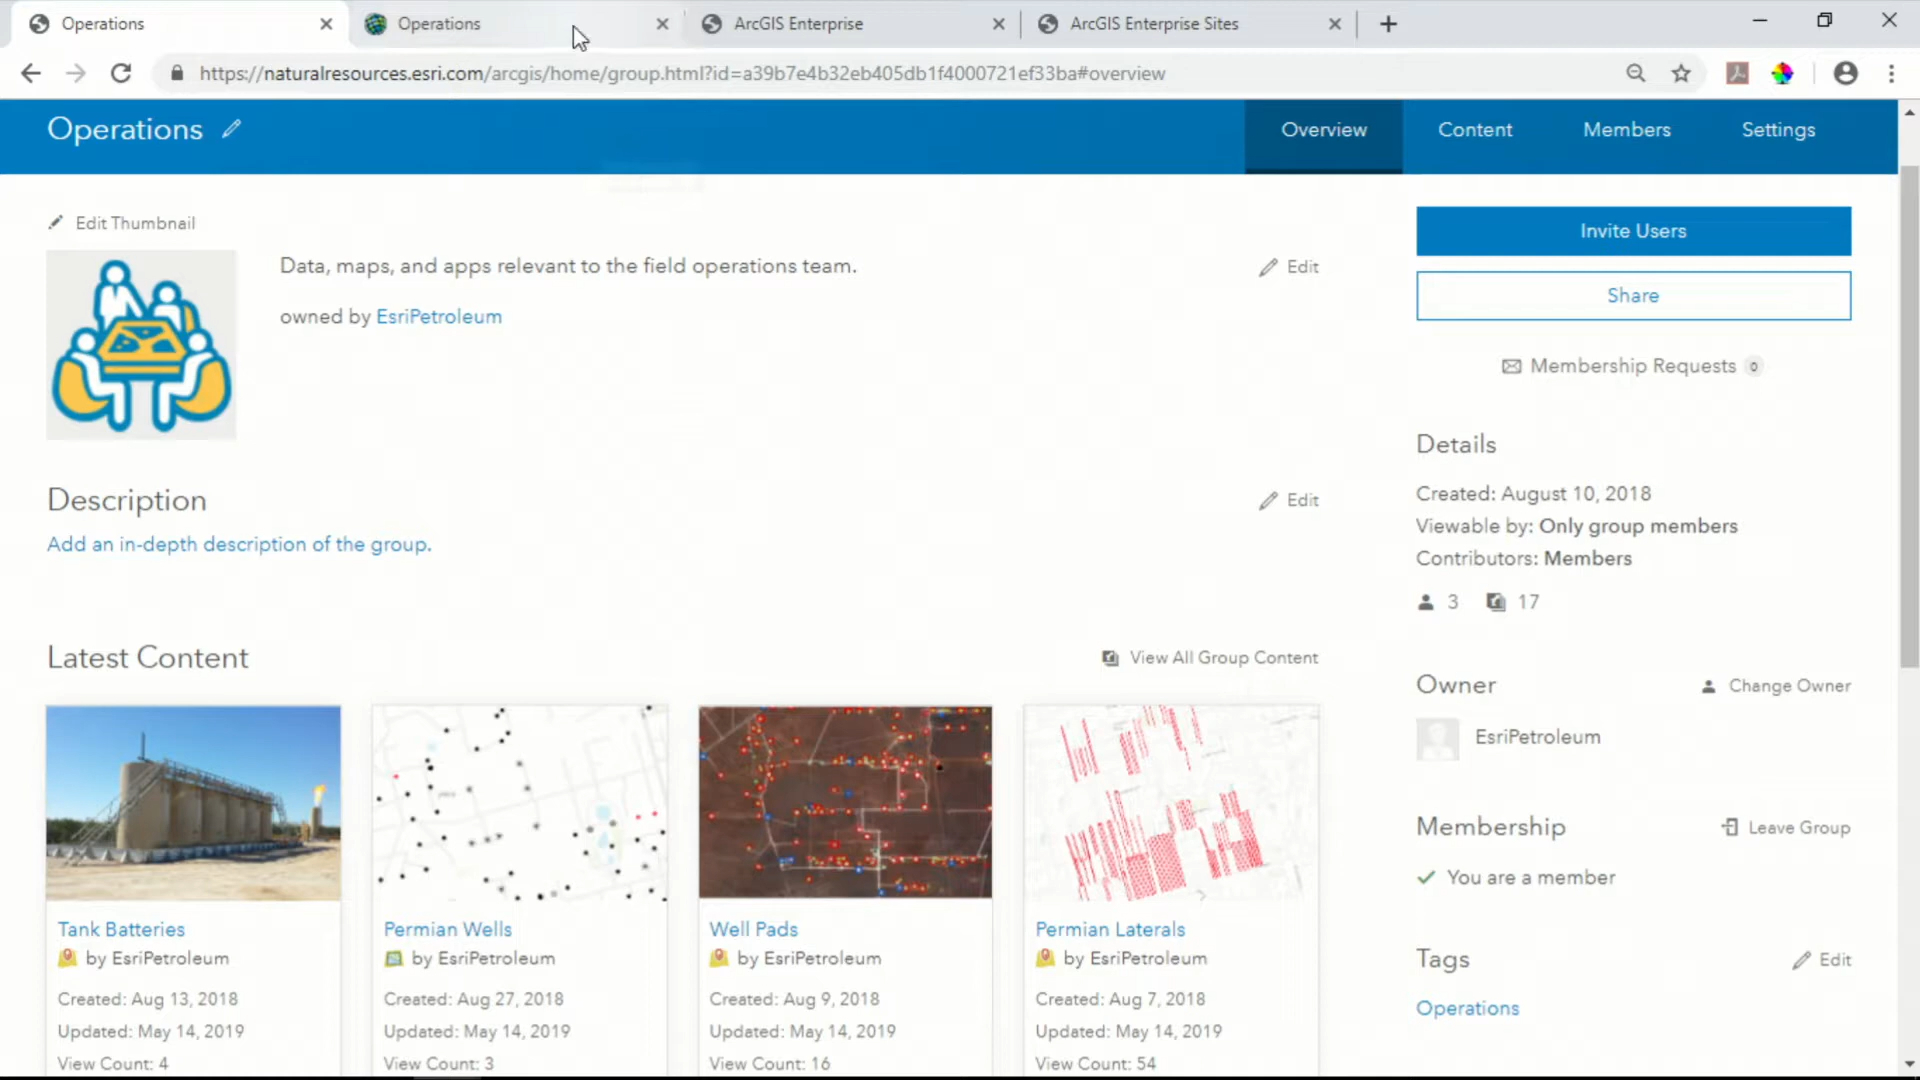 Operations
Operations
ArcGIS Enterprise
ArcGIS Enterprise Sites
https://naturalresources.esri.com/arcgis/home/group.html?id=a39b7e4b32eb405db1f4000721ef33ba#overview
Operations
Overview
Content
Members
Settings
Edit Thumbnail
Data, maps, and apps relevant to the field operations team.
Edit
owned by EsriPetroleum
Invite Users
Share
Membership Requests 0
Description
Edit
Add an in-depth description of the group.
Details
Created: August 10, 2018
Viewable by: Only group members
Contributors: Members
3 17
Latest Content
View All Group Content
Owner
Change Owner
EsriPetroleum
Membership
Leave Group
You are a member
Tags
Edit
Operations
Tank Batteries
by EsriPetroleum
Created: Aug 13, 2018
Updated: May 14, 2019
View Count: 4
Permian Wells
by EsriPetroleum
Created: Aug 27, 2018
Updated: May 14, 2019
View Count: 3
Well Pads
by EsriPetroleum
Created: Aug 9, 2018
Updated: May 14, 2019
View Count: 16
Permian Laterals
by EsriPetroleum
Created: Aug 7, 2018
Updated: May 14, 2019
View Count: 54